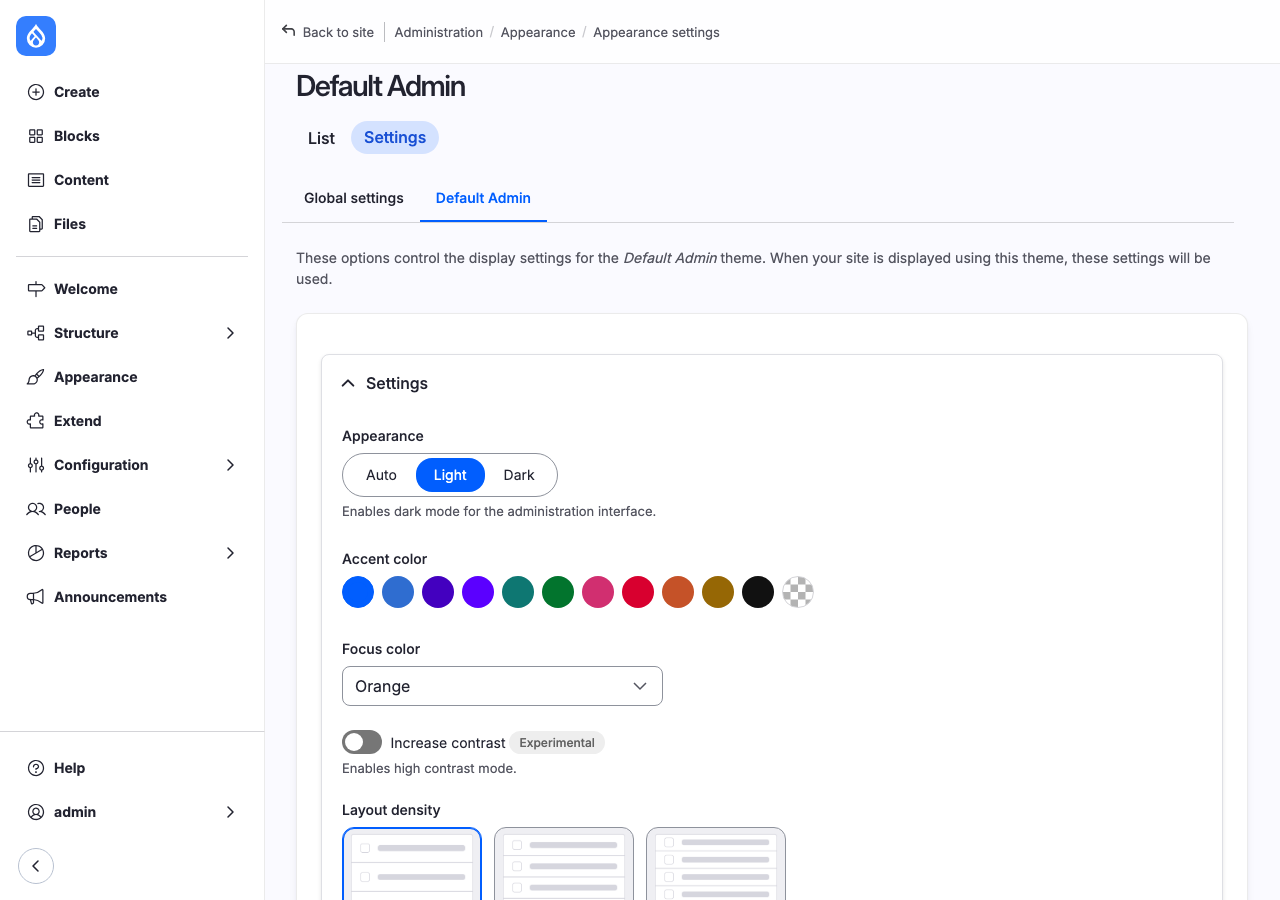 Back to site
Administration / Appearance / Appearance settings
Create
Blocks
Content
Files
Welcome
Structure
Appearance
Extend
Configuration
People
Reports
Announcements
Help
admin
Default Admin
List
Settings
Global settings
Default Admin
These options control the display settings for the Default Admin theme. When your site is displayed using this theme, these settings will be
used.
Settings
Appearance
Auto
Light
Dark
Enables dark mode for the administration interface.
Accent color
Focus color
Orange
Increase contrast Experimental
Enables high contrast mode.
Layout density